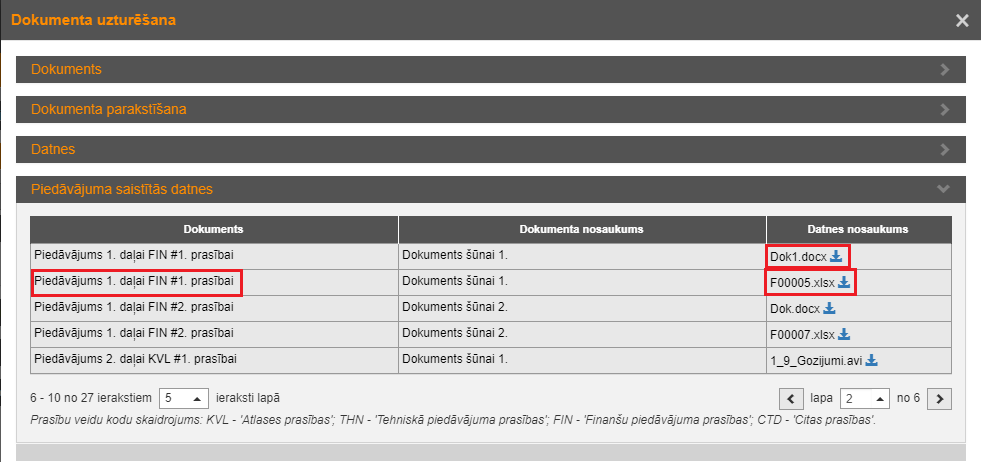 Dokumenta uzturēšana
Dokuments
Dokumenta parakstīšana
Datnes
Piedāvājuma saistītās datnes
Dokuments Dokumenta nosaukums Datnes nosaukums
Piedāvājums 1. daļai FIN #1. prasībai Dokuments šūnai 1. Dok1.docx
Piedāvājums 1. daļai FIN #1. prasībai Dokuments šūnai 1. F00005.xlsx
Piedāvājums 1. daļai FIN #2. prasībai Dokuments šūnai 2. Dok.docx
Piedāvājums 1. daļai FIN #2. prasībai Dokuments šūnai 2. F00007.xlsx
Piedāvājums 2. daļai KVL #1. prasībai Dokuments šūnai 1. 1_9_Gozijumi.avi
6 - 10 no 27 ierakstiem 5 ieraksti lapā lapa 2 no 6
Prasību veidu kodu skaidrojums: KVL - 'Atlases prasības'; THN - 'Tehniskā piedāvājuma prasības'; FIN - 'Finanšu piedāvājuma prasības'; CTD - 'Citas prasības'.